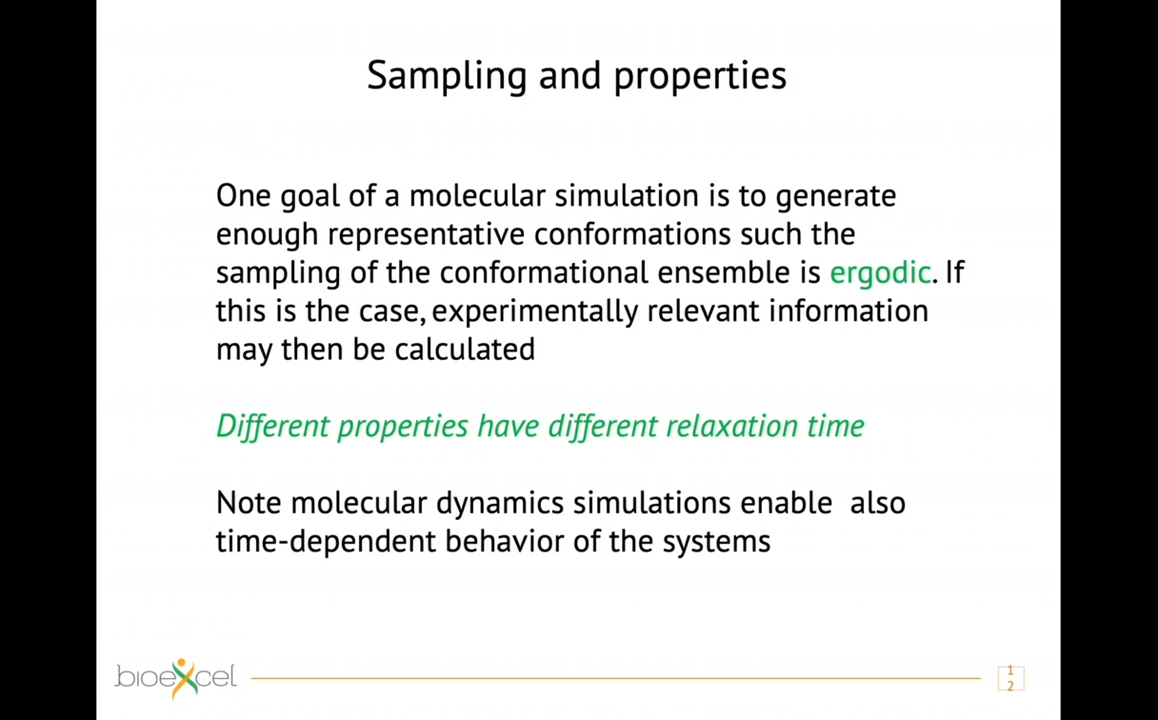 Sampling and properties
One goal of a molecular simulation is to generate
enough representative conformations such the
sampling of the conformational ensemble is ergodic. If
this is the case, experimentally relevant information
may then be calculated
Different properties have different relaxation time
Note molecular dynamics simulations enable  also
time-dependent behavior of the systems
bioexcel
1
2